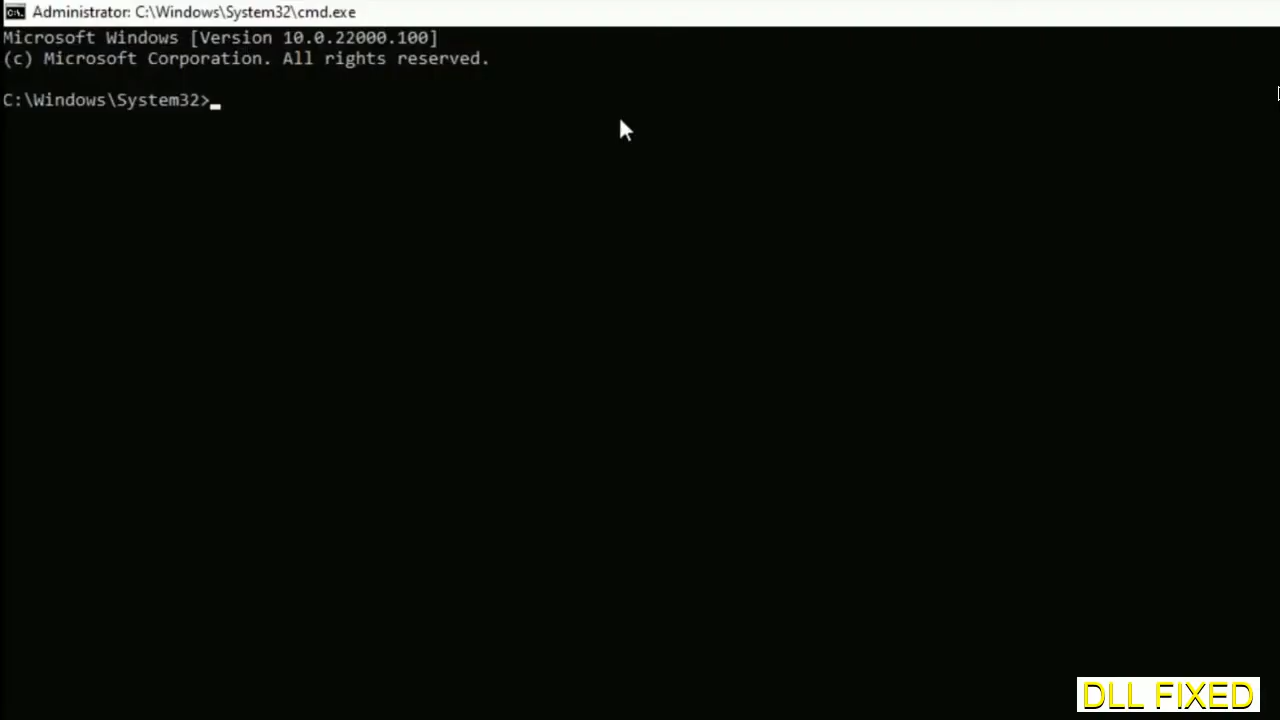 Administrator: C:\Windows\System32\cmd.exe
Microsoft Windows [Version 10.0.22000.100]
(c) Microsoft Corporation. All rights reserved.
C:\Windows\System32>
DLL FIXED